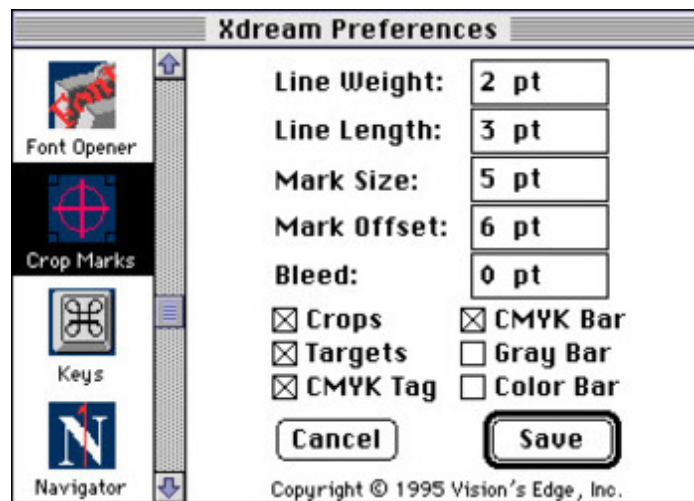 Xdream Preferences
Font
Font Opener
Crop Marks
Keys
N
Navigator
Line Weight: 2 pt
Line Length: 3 pt
Mark Size: 5 pt
Mark Offset: 6 pt
Bleed: 0 pt
Crops CMYK Bar
Targets Gray Bar
CMYK Tag Color Bar
Cancel Save
Copyright © 1995 Vision's Edge, Inc.